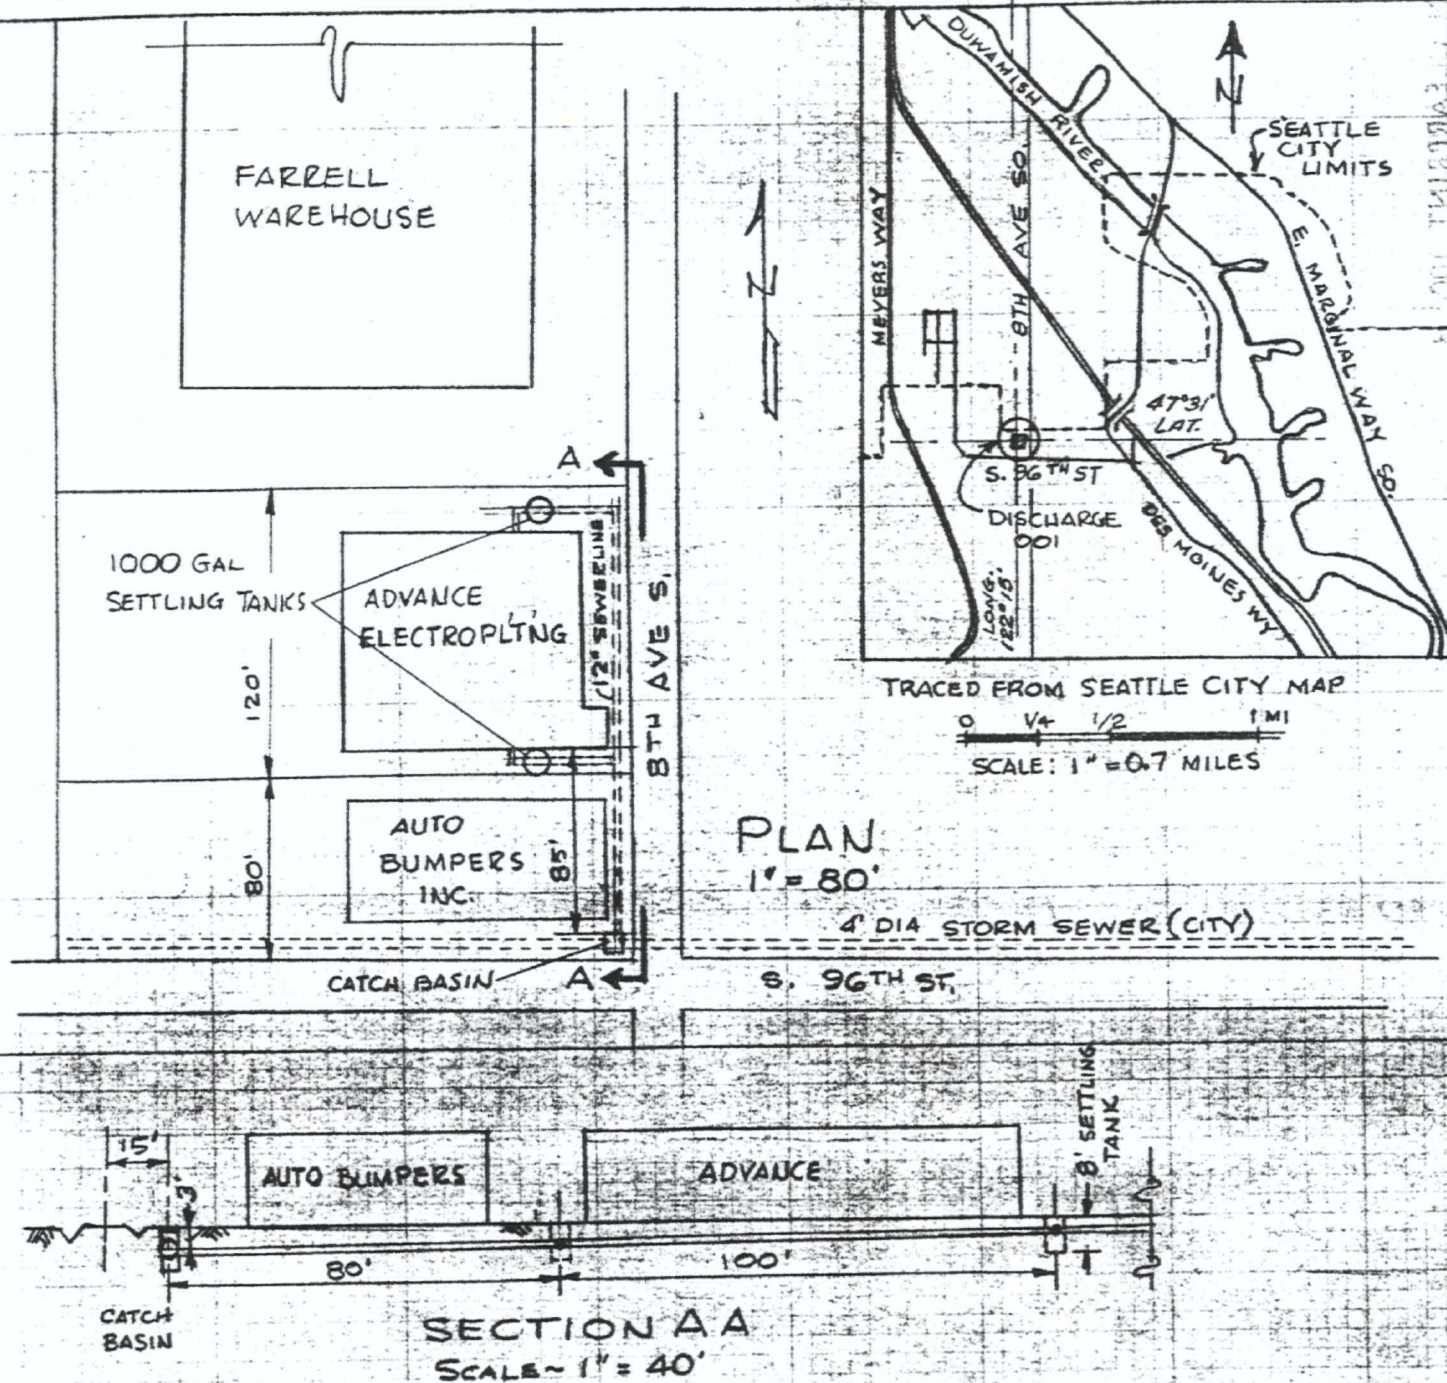 FARRELL
WAREHOUSE
A
1000 GAL
SETTLING TANKS
ADVANCE
ELECTROPL'T'NG
12" SEWERLINE
8TH AVE S.
120'
80'
AUTO
BUMPERS
INC.
85'
CATCH BASIN
A
N
PLAN
1" = 80'
4' DIA STORM SEWER (CITY)
S. 96TH ST.
DUWAMISH RIVER
MEYERS WAY
8TH AVE SO.
N
SEATTLE
CITY
LIMITS
E. MARGINAL WAY SO.
47°31'
LAT.
S. 96TH ST
DISCHARGE
001
LONG.
122°18'
DES MOINES WY
TRACED FROM SEATTLE CITY MAP
0 1/4 1/2 1 MI
SCALE: 1" = 0.7 MILES
15'
3'
AUTO BUMPERS
ADVANCE
8' SETTLING
TANK
80'
100'
CATCH
BASIN
SECTION A A
SCALE~ 1" = 40'